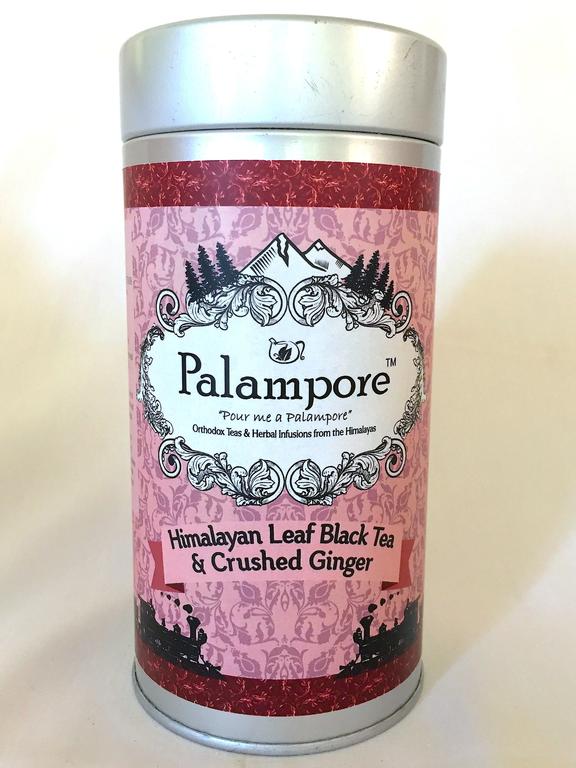 Palampore™
"Pour me a Palampore"
Orthodox Teas & Herbal Infusions from the Himalayas
Himalayan Leaf Black Tea
& Crushed Ginger